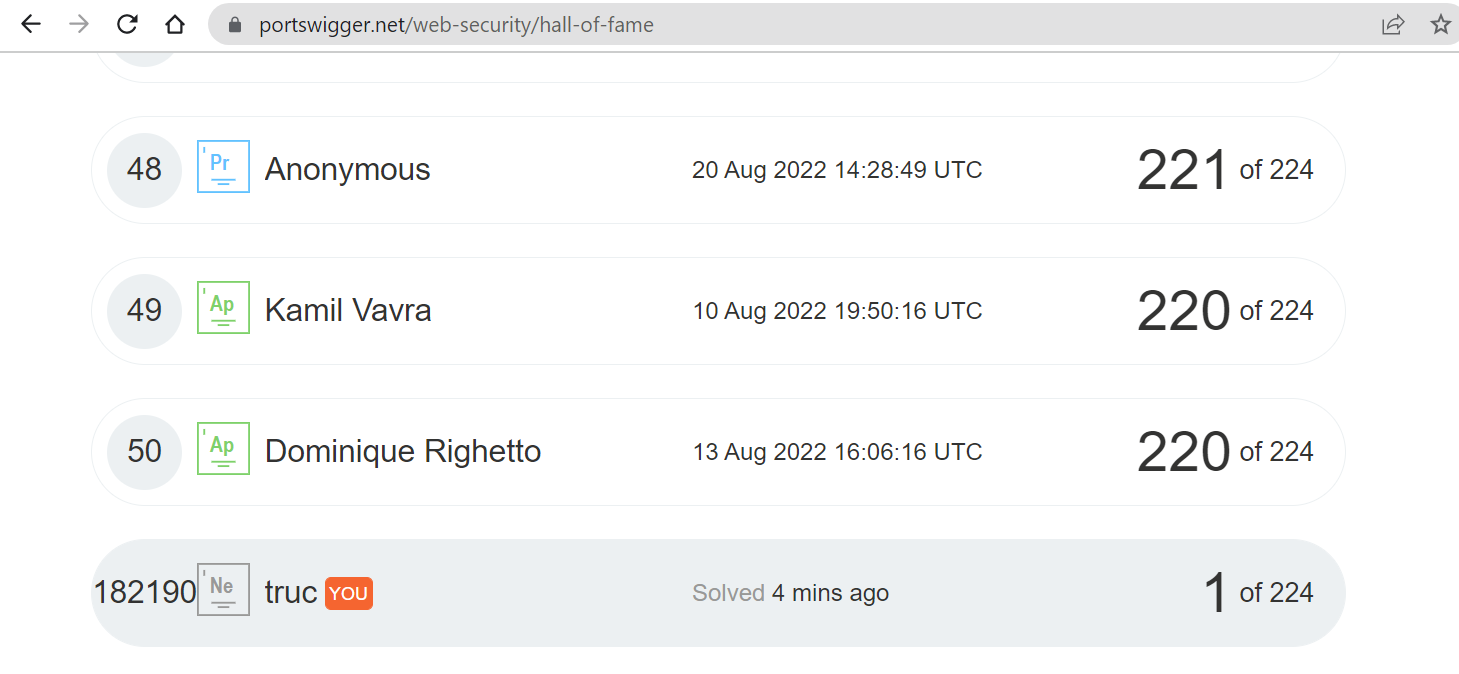 portswigger.net/web-security/hall-of-fame
48 Pr Anonymous 20 Aug 2022 14:28:49 UTC 221 of 224
49 Ap Kamil Vavra 10 Aug 2022 19:50:16 UTC 220 of 224
50 Ap Dominique Righetto 13 Aug 2022 16:06:16 UTC 220 of 224
182190 Ne truc YOU Solved 4 mins ago 1 of 224